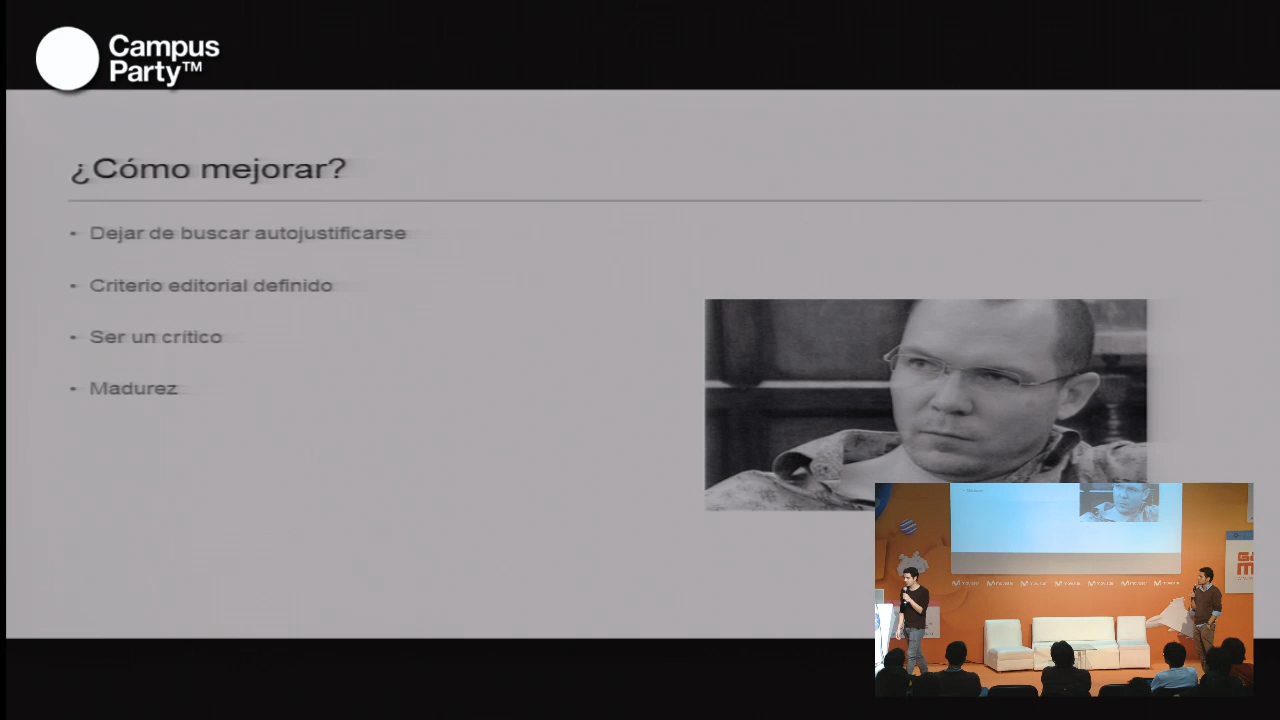 Campus
Party™
¿Cómo mejorar?
• Dejar de buscar autojustificarse
• Criterio editorial definido
• Ser un crítico
• Madurez